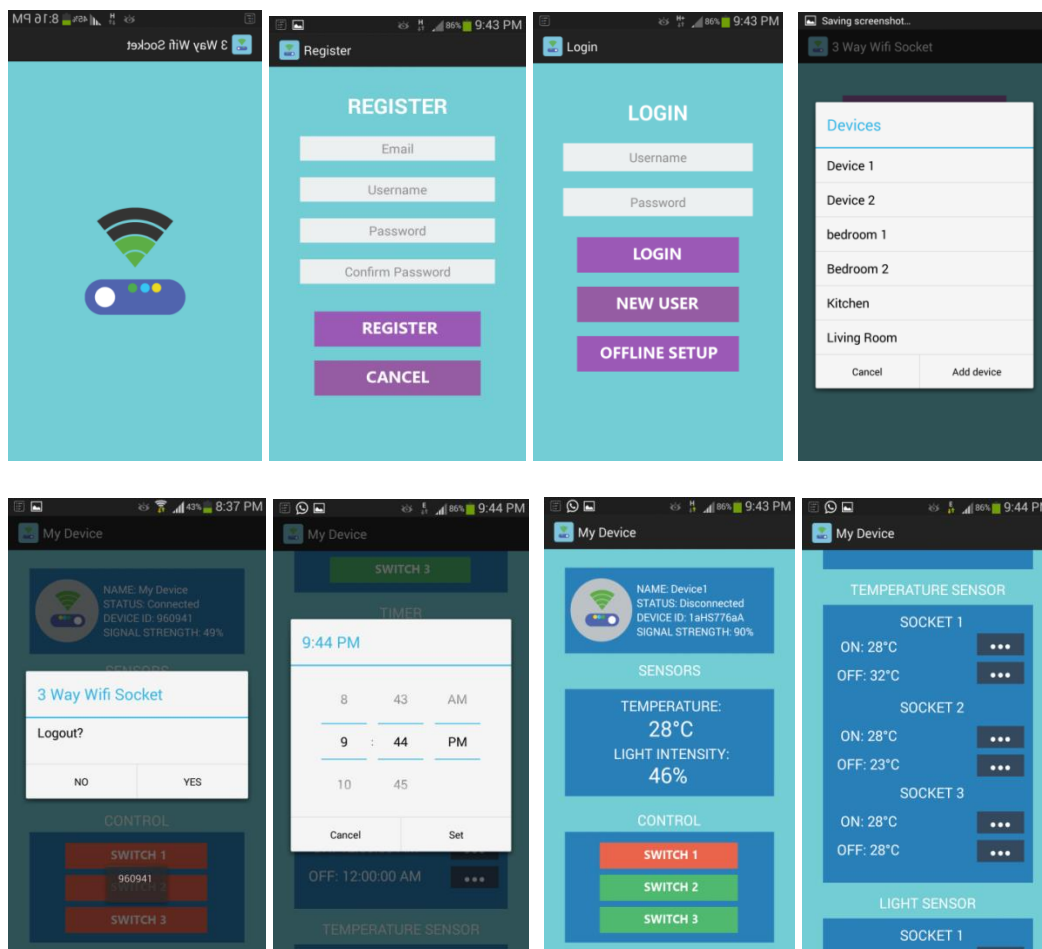 45% 8:16 PM
3 Way Wifi Socket
86% 9:43 PM
Register
REGISTER
Email
Username
Password
Confirm Password
REGISTER
CANCEL
86% 9:43 PM
Login
LOGIN
Username
Password
LOGIN
NEW USER
OFFLINE SETUP
Saving screenshot...
3 Way Wifi Socket
Devices
Device 1
Device 2
bedroom 1
Bedroom 2
Kitchen
Living Room
Cancel Add device
43% 8:37 PM
My Device
NAME: My Device
STATUS: Connected
DEVICE ID: 960941
SIGNAL STRENGTH: 49%
SENSORS
3 Way Wifi Socket
Logout?
NO YES
CONTROL
SWITCH 1
960941
SWITCH 3
86% 9:44 PM
My Device
SWITCH 3
TIMER
9:44 PM
8 43 AM
9 : 44 PM
10 45
Cancel Set
OFF: 12:00:00 AM
TEMPERATURE SENSOR
86% 9:43 PM
My Device
NAME: Device1
STATUS: Disconnected
DEVICE ID: 1aHS776aA
SIGNAL STRENGTH: 90%
SENSORS
TEMPERATURE:
28°C
LIGHT INTENSITY:
46%
CONTROL
SWITCH 1
SWITCH 2
SWITCH 3
86% 9:44 PM
My Device
TEMPERATURE SENSOR
SOCKET 1
ON: 28°C
OFF: 32°C
SOCKET 2
ON: 28°C
OFF: 23°C
SOCKET 3
ON: 28°C
OFF: 28°C
LIGHT SENSOR
SOCKET 1